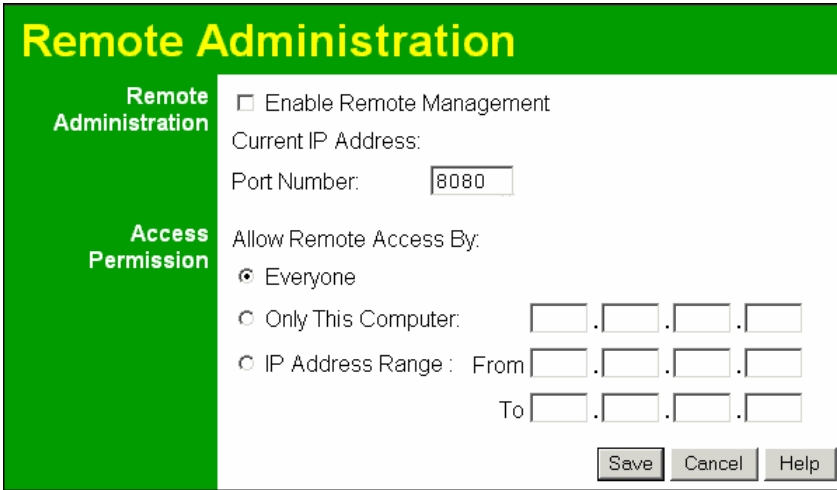 Remote Administration
Remote Administration
Enable Remote Management
Current IP Address:
Port Number: 8080
Access Permission
Allow Remote Access By:
Everyone
Only This Computer: . . .
IP Address Range : From . . .
To . . .
Save Cancel Help